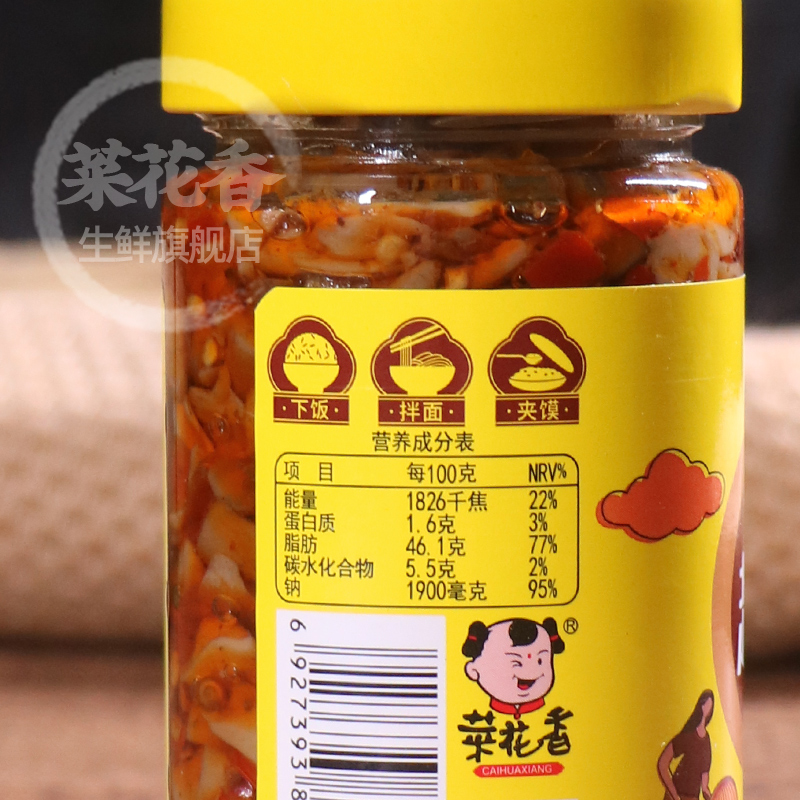 菜花香
生鲜旗舰店
·下饭· ·拌面· ·夹馍·
营养成分表
项 目 每100克 NRV%
能量 1826千焦 22%
蛋白质 1.6克 3%
脂肪 46.1克 77%
碳水化合物 5.5克 2%
钠 1900毫克 95%
6 927393 8
菜花香®
CAIHUAXIANG